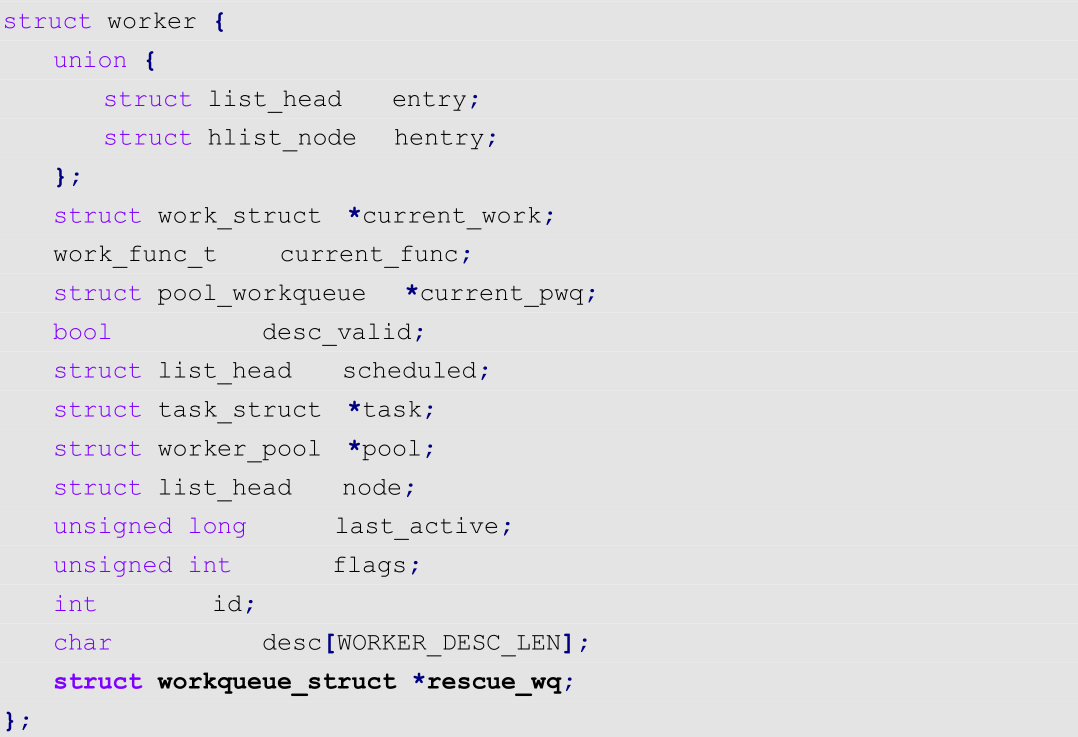 struct worker {
union {
struct list_head entry;
struct hlist_node hentry;
};
struct work_struct *current_work;
work_func_t current_func;
struct pool_workqueue *current_pwq;
bool desc_valid;
struct list_head scheduled;
struct task_struct *task;
struct worker_pool *pool;
struct list_head node;
unsigned long last_active;
unsigned int flags;
int id;
char desc[WORKER_DESC_LEN];
struct workqueue_struct *rescue_wq;
};